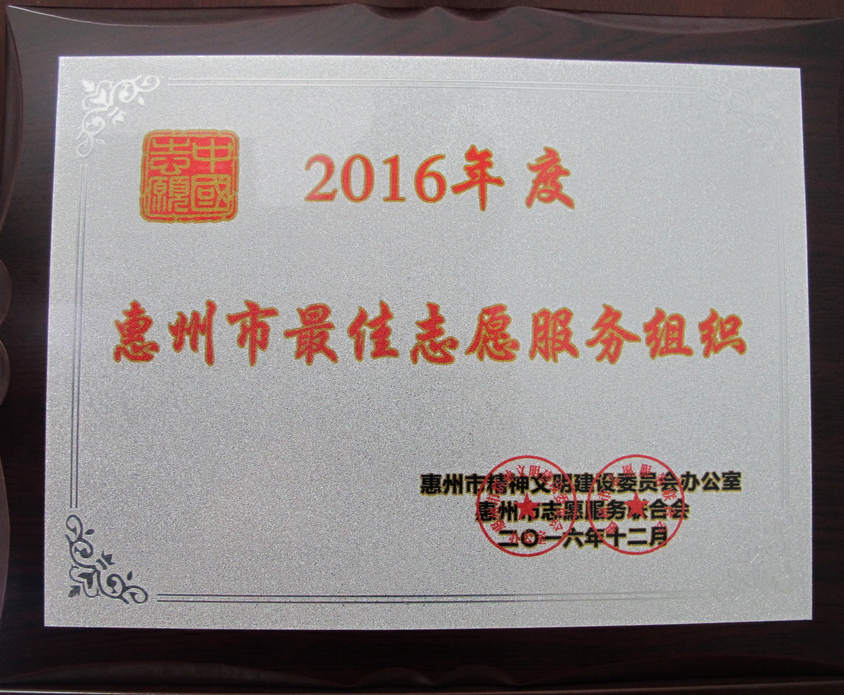 中國志願
2016年度
惠州市最佳志愿服务组织
惠州市精神文明建设委员会办公室
惠州市志愿服务联合会
二〇一六年十二月